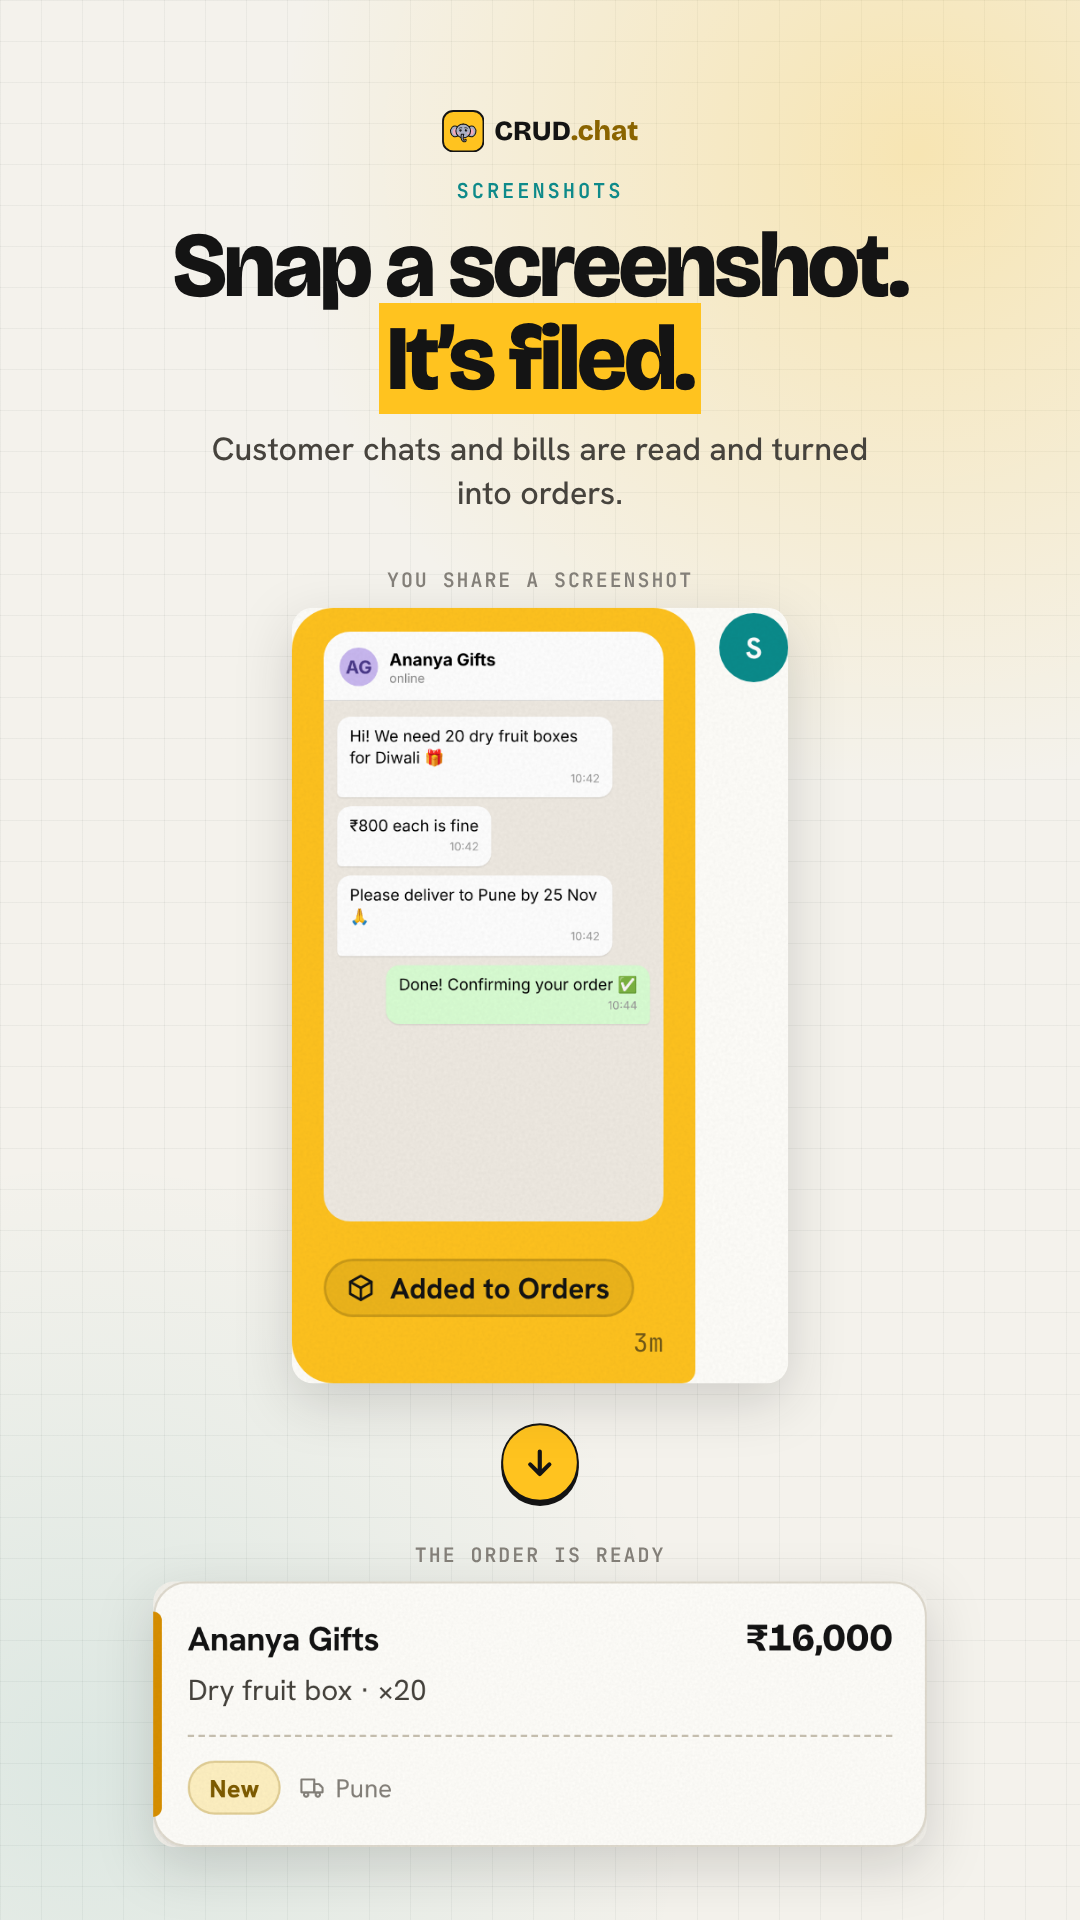 CRUD.chat
SCREENSHOTS
Snap a screenshot.
It’s filed.
Customer chats and bills are read and turned
into orders.
YOU SHARE A SCREENSHOT
S
AG
Ananya Gifts
online
Hi! We need 20 dry fruit boxes
for Diwali 🎁
10:42
₹800 each is fine
10:42
Please deliver to Pune by 25 Nov
🙏
10:42
Done! Confirming your order ✅
10:44
Added to Orders
3m
THE ORDER IS READY
Ananya Gifts
₹16,000
Dry fruit box · ×20
New
Pune